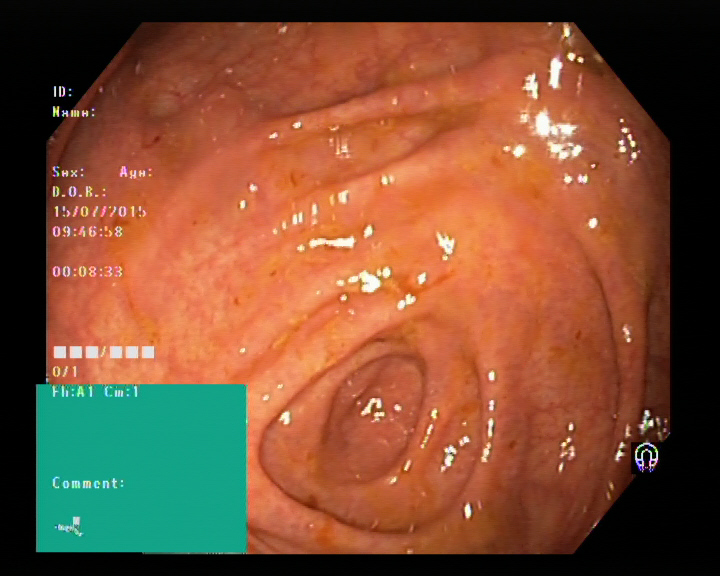 ID:
Name:
Sex: Age:
D.O.B.:
15/07/2015
09:46:58
00:08:33
0/1
Eh:A1 Cm:1
Comment: